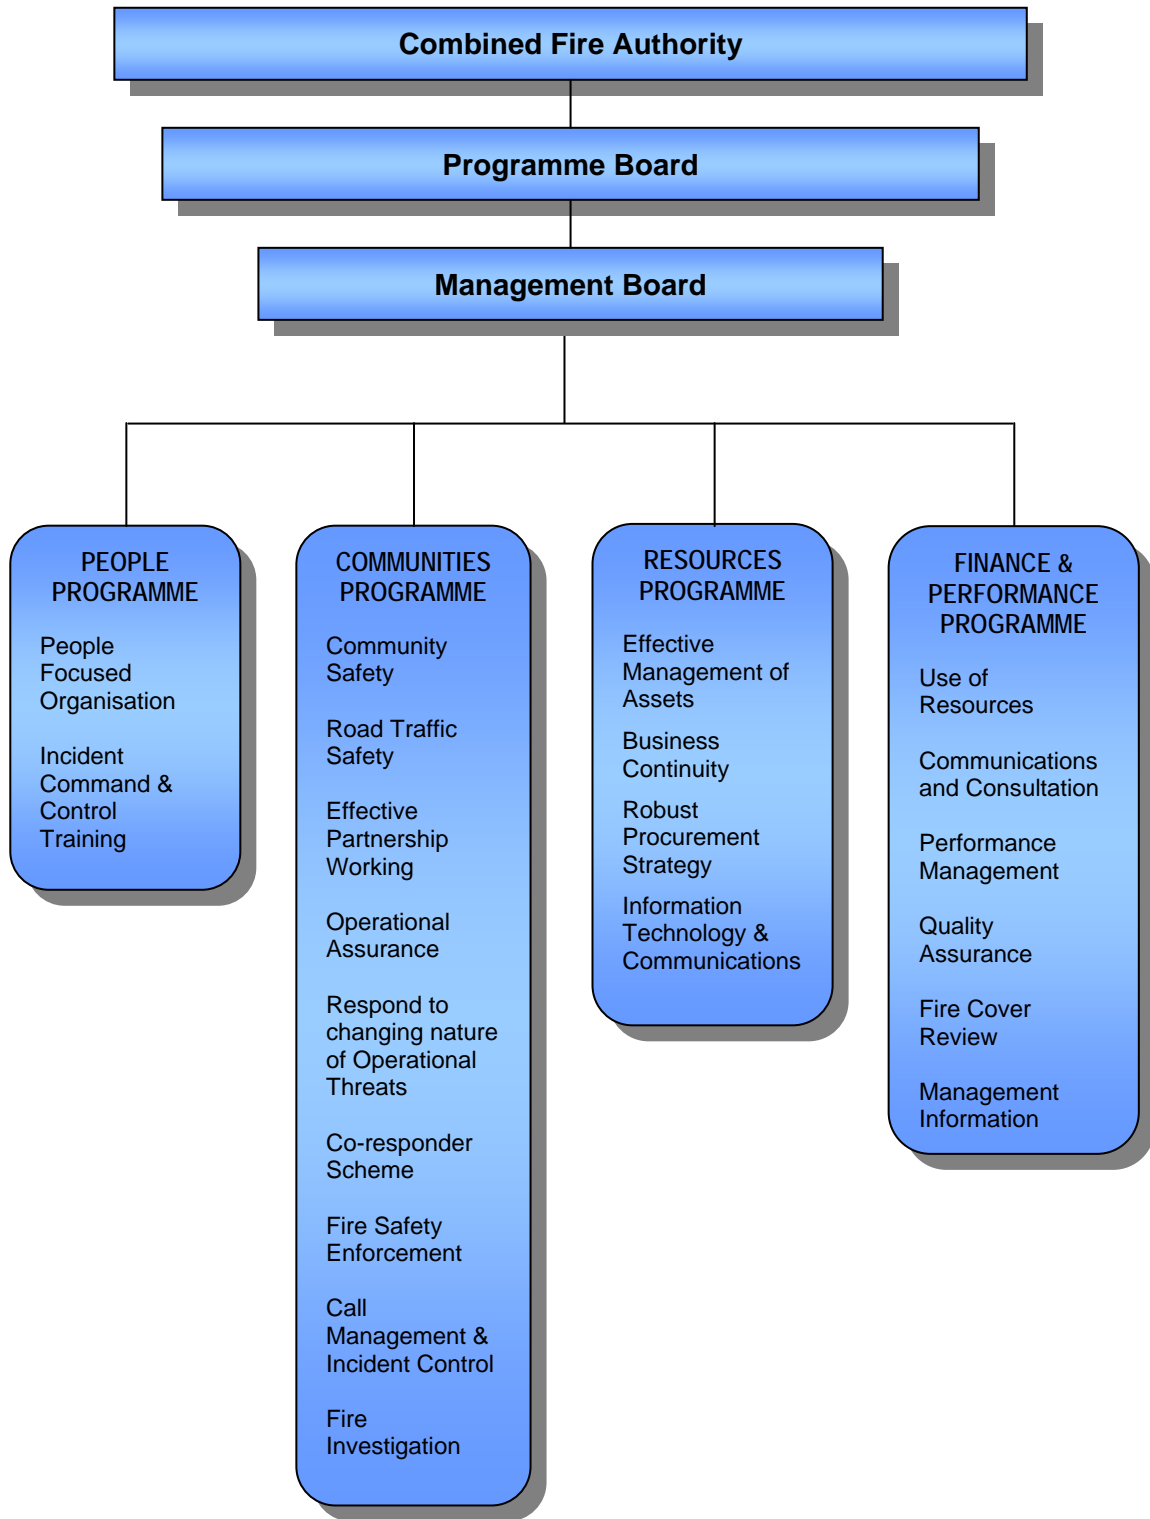 Combined Fire Authority
Programme Board
Management Board
PEOPLE
PROGRAMME
People
Focused
Organisation
Incident
Command &
Control
Training
COMMUNITIES
PROGRAMME
Community
Safety
Road Traffic
Safety
Effective
Partnership
Working
Operational
Assurance
Respond to
changing nature
of Operational
Threats
Co-responder
Scheme
Fire Safety
Enforcement
Call
Management &
Incident Control
Fire
Investigation
RESOURCES
PROGRAMME
Effective
Management of
Assets
Business
Continuity
Robust
Procurement
Strategy
Information
Technology &
Communications
FINANCE &
PERFORMANCE
PROGRAMME
Use of
Resources
Communications
and Consultation
Performance
Management
Quality
Assurance
Fire Cover
Review
Management
Information